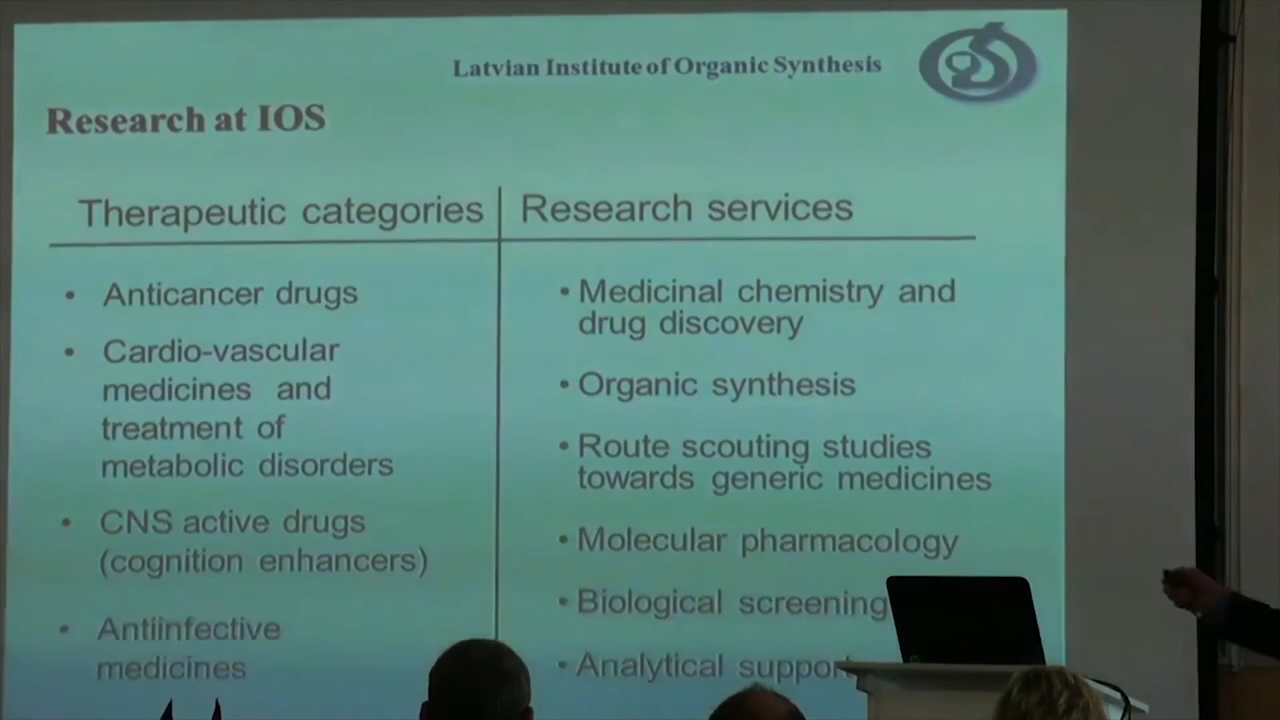 Latvian Institute of Organic Synthesis
Research at IOS
Therapeutic categories
• Anticancer drugs
• Cardio-vascular
medicines and
treatment of
metabolic disorders
• CNS active drugs
(cognition enhancers)
• Antiinfective
medicines
Research services
• Medicinal chemistry and
drug discovery
• Organic synthesis
• Route scouting studies
towards generic medicines
• Molecular pharmacology
• Biological screening
• Analytical support